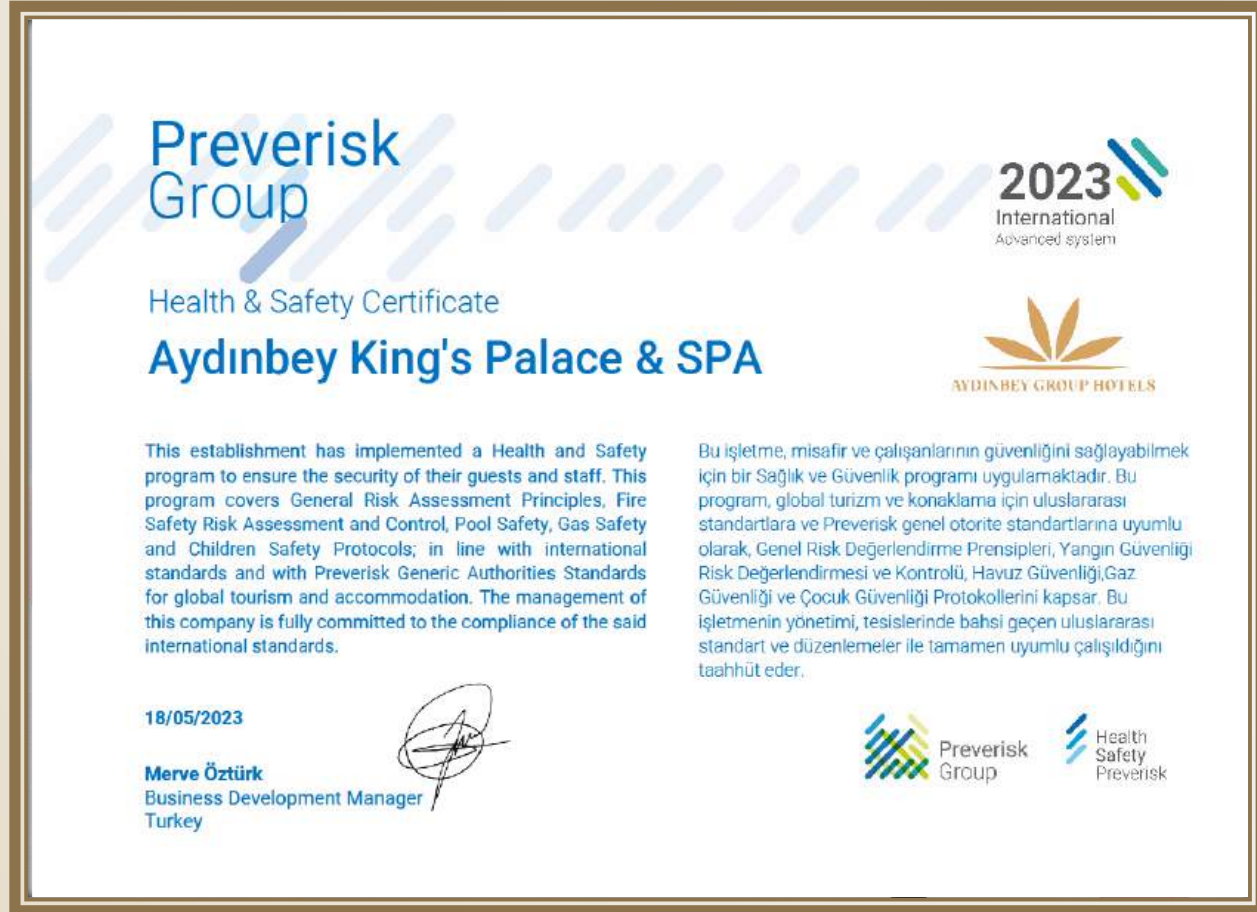 Preverisk
Group
2023
International
Advanced system
Health & Safety Certificate
Aydınbey King's Palace & SPA
AYDINBEY GROUP HOTELS
This establishment has implemented a Health and Safety
program to ensure the security of their guests and staff. This
program covers General Risk Assessment Principles, Fire
Safety Risk Assessment and Control, Pool Safety, Gas Safety
and Children Safety Protocols; in line with international
standards and with Preverisk Generic Authorities Standards
for global tourism and accommodation. The management of
this company is fully committed to the compliance of the said
international standards.
Bu işletme, misafir ve çalışanlarının güvenliğini sağlayabilmek
için bir Sağlık ve Güvenlik programı uygulamaktadır. Bu
program, global turizm ve konaklama için uluslararası
standartlara ve Preverisk genel otorite standartlarına uyumlu
olarak, Genel Risk Değerlendirme Prensipleri, Yangın Güvenliği
Risk Değerlendirmesi ve Kontrolü, Havuz Güvenliği,Gaz
Güvenliği ve Çocuk Güvenliği Protokollerini kapsar. Bu
işletmenin yönetimi, tesislerinde bahsi geçen uluslararası
standart ve düzenlemeler ile tamamen uyumlu çalışıldığını
taahhüt eder.
18/05/2023
Merve Öztürk
Business Development Manager
Turkey
Preverisk
Group
Health
Safety
Preverisk